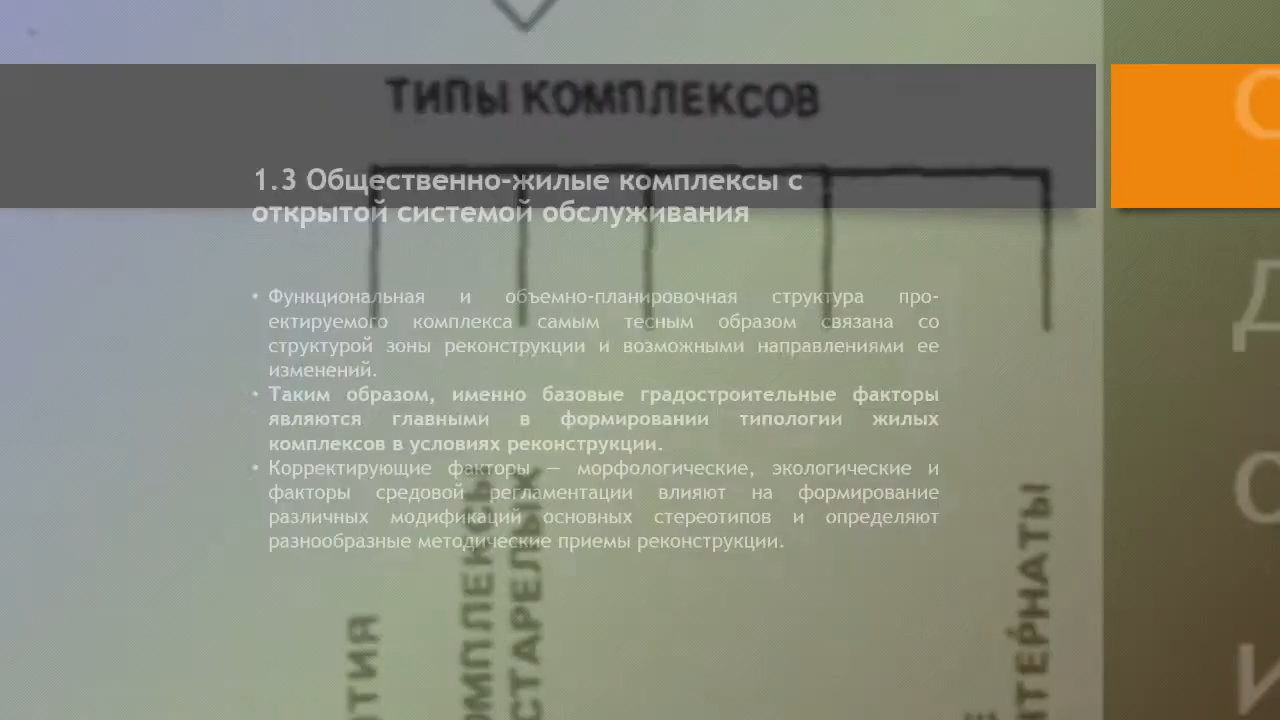 ТИПЫ КОМПЛЕКСОВ
1.3 Общественно-жилые комплексы с
открытой системой обслуживания
• Функциональная и объемно-планировочная структура про-
ектируемого комплекса самым тесным образом связана со
структурой зоны реконструкции и возможными направлениями ее
изменений.
• Таким образом, именно базовые градостроительные факторы
являются главными в формировании типологии жилых
комплексов в условиях реконструкции.
• Корректирующие факторы — морфологические, экологические и
факторы средовой регламентации влияют на формирование
различных модификаций основных стереотипов и определяют
разнообразные методические приемы реконструкции.